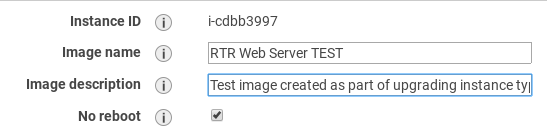 Instance ID i-cdbb3997
Image name RTR Web Server TEST
Image description Test image created as part of upgrading instance
No reboot